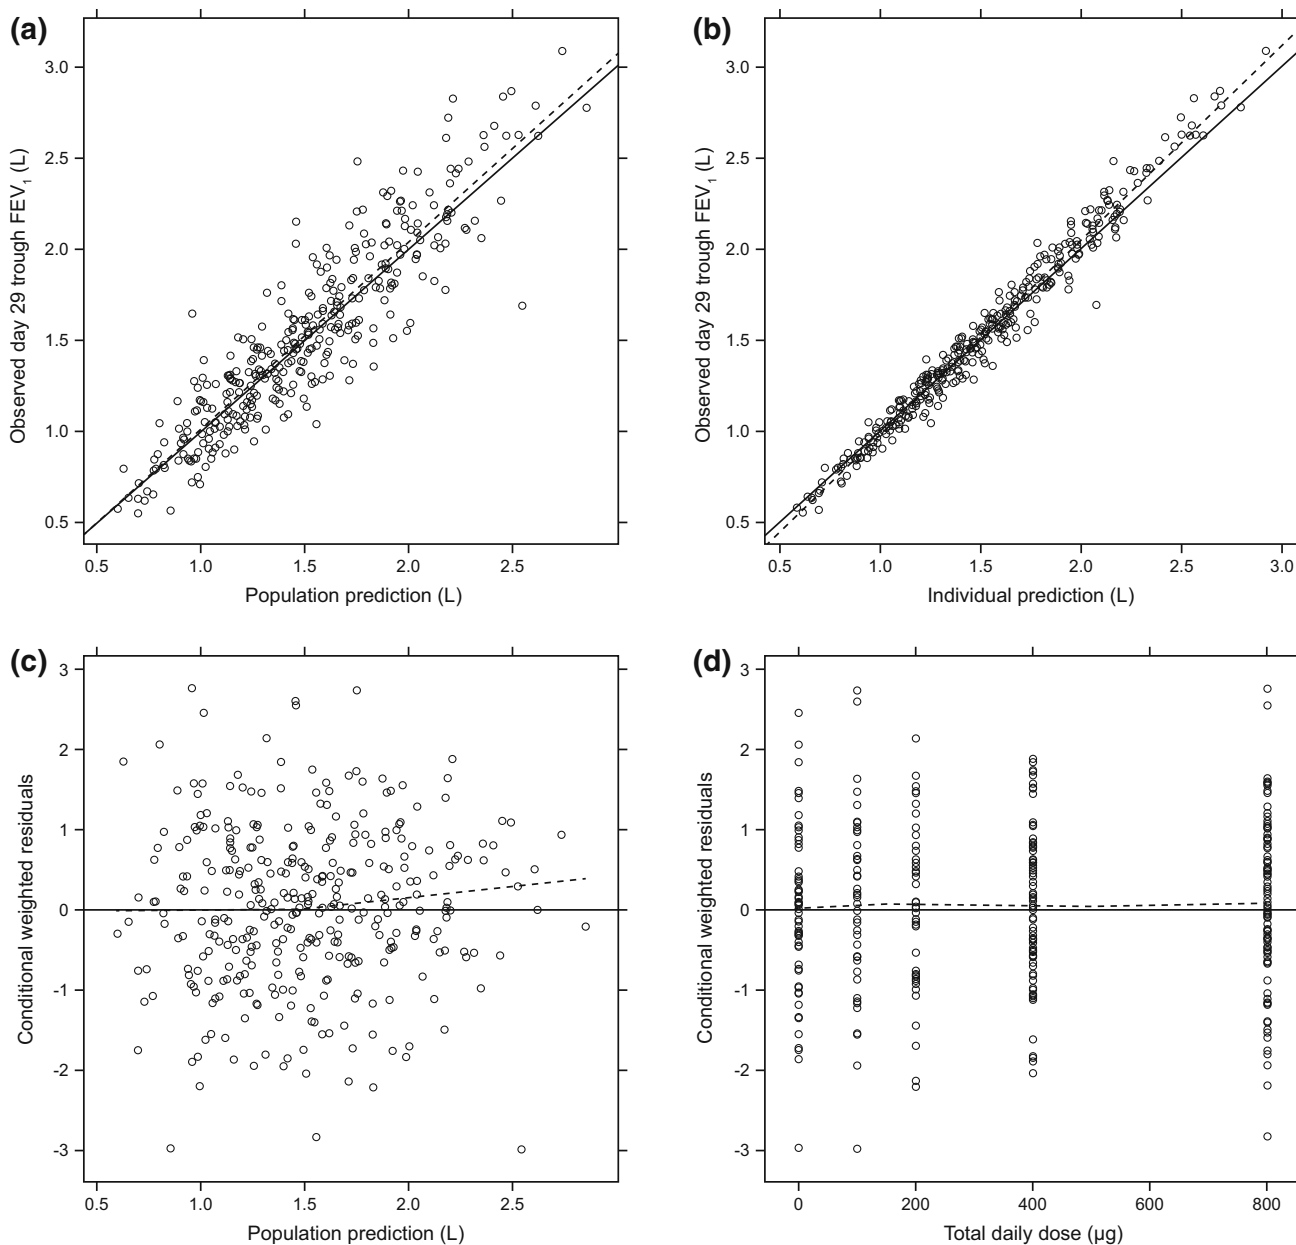 (a)
3.0
2.5
2.0
1.5
1.0
0.5
Observed day 29 trough FEV1 (L)
0.5 1.0 1.5 2.0 2.5
Population prediction (L)
(b)
3.0
2.5
2.0
1.5
1.0
0.5
Observed day 29 trough FEV1 (L)
0.5 1.0 1.5 2.0 2.5 3.0
Individual prediction (L)
(c)
3
2
1
0
-1
-2
-3
Conditional weighted residuals
0.5 1.0 1.5 2.0 2.5
Population prediction (L)
(d)
3
2
1
0
-1
-2
-3
Conditional weighted residuals
0 200 400 600 800
Total daily dose (µg)